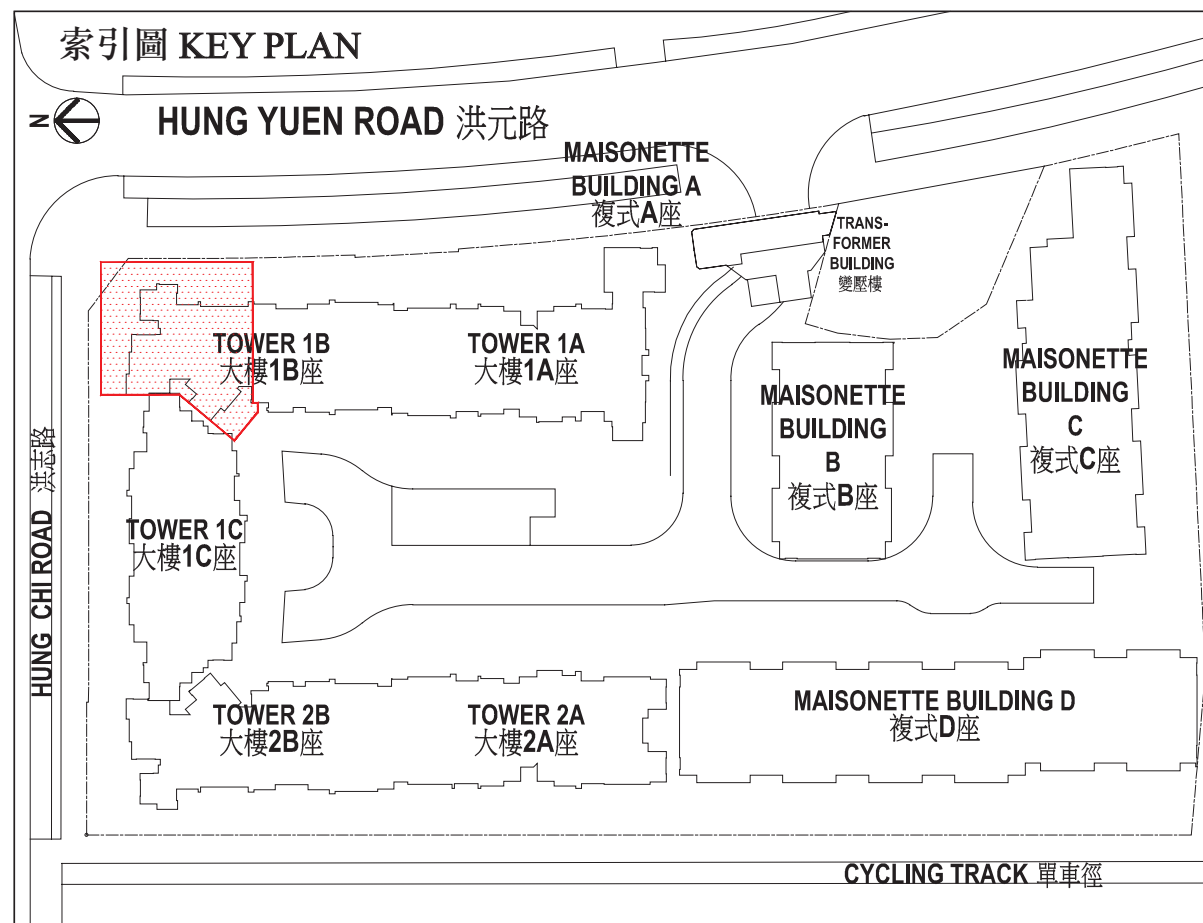 索引圖 KEY PLAN
N
HUNG YUEN ROAD 洪元路
MAISONETTE
BUILDING A
複式A座
TRANS-
FORMER
BUILDING
變壓樓
TOWER 1B
大樓1B座
TOWER 1A
大樓1A座
MAISONETTE
BUILDING
B
複式B座
MAISONETTE
BUILDING
C
複式C座
HUNG CHI ROAD 洪志路
TOWER 1C
大樓1C座
TOWER 2B
大樓2B座
TOWER 2A
大樓2A座
MAISONETTE BUILDING D
複式D座
CYCLING TRACK 單車徑